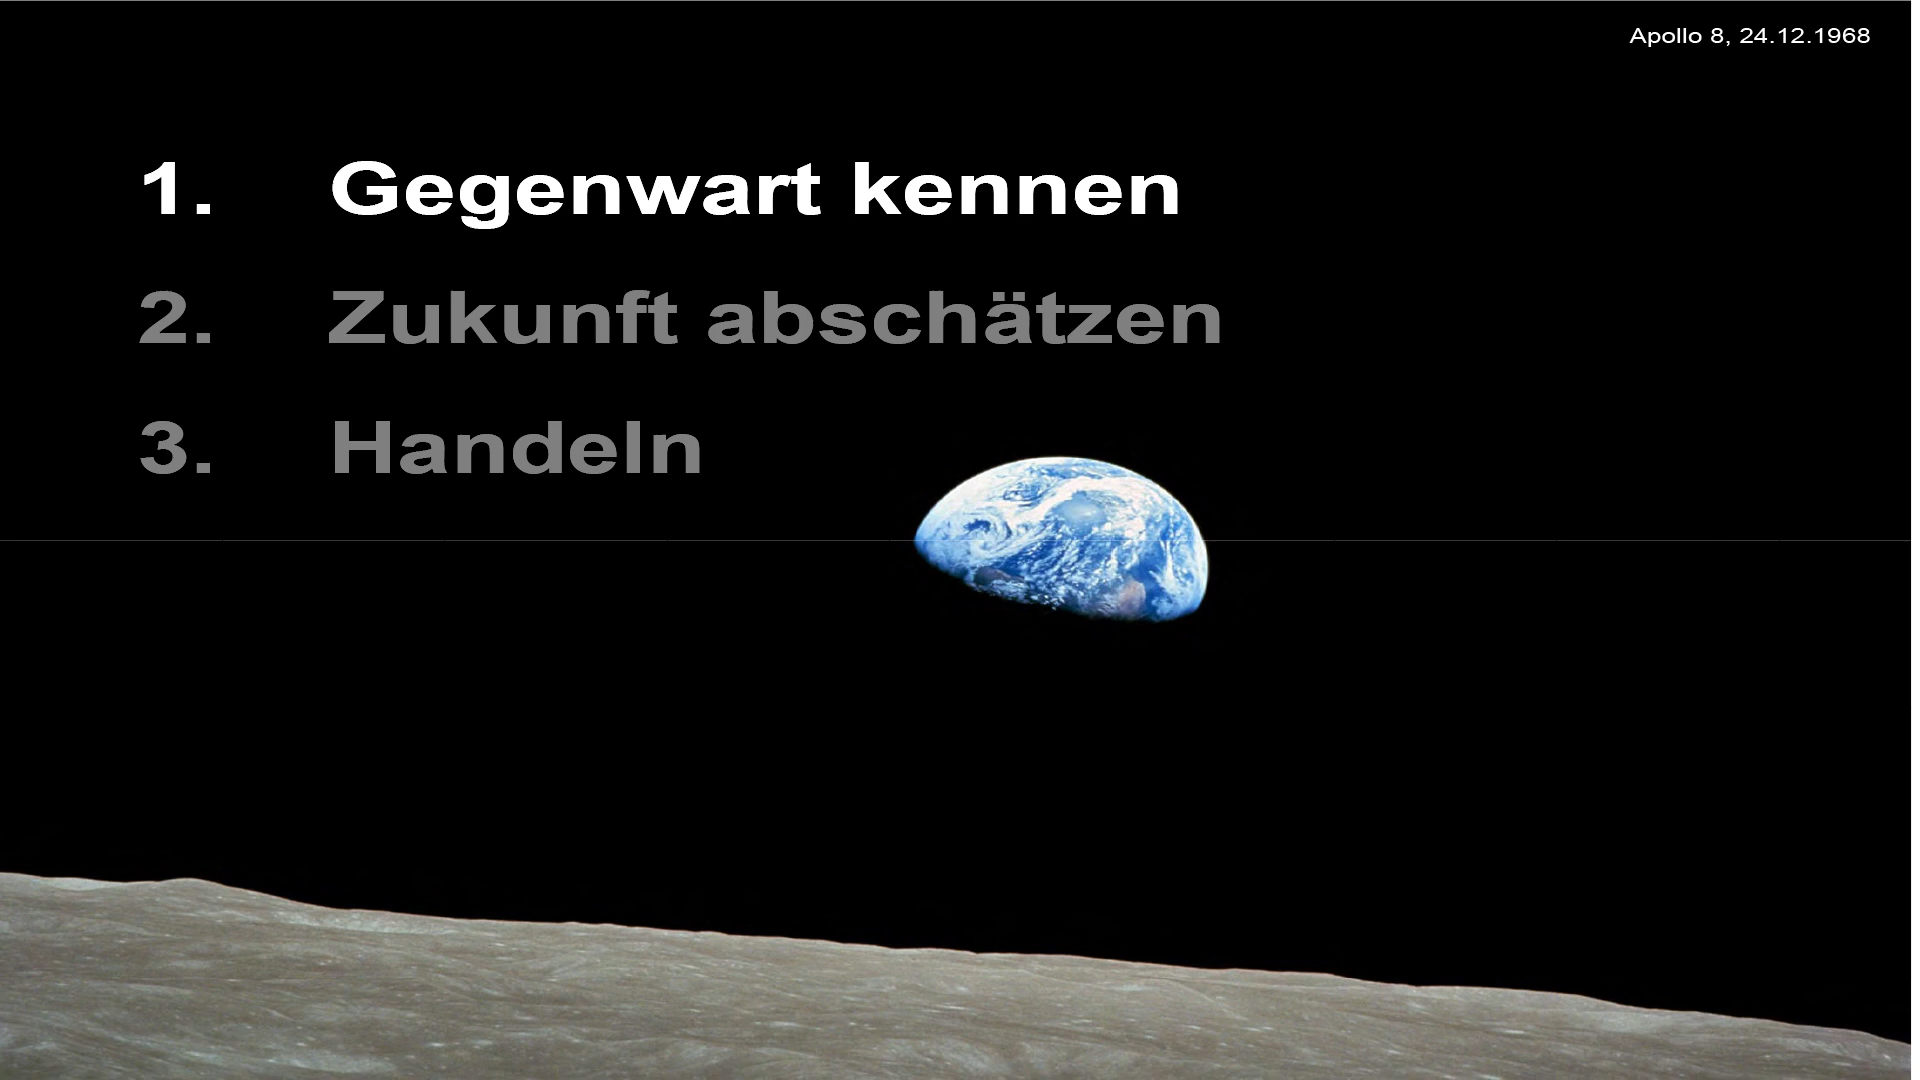 Apollo 8, 24.12.1968
1. Gegenwart kennen
2. Zukunft abschätzen
3. Handeln